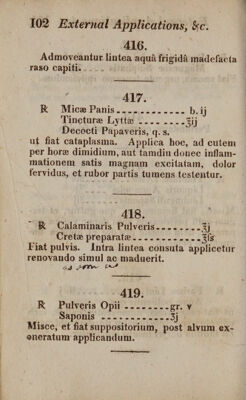 102 External Applications, &c.
416.
Admoveantur lintea aquâ frigidâ madefacta
raso capiti.
417.
℞ Micæ Panis - - - - - - - - - - - b. ij
Tincturæ Lyttæ - - - - - - - - ʒij
Decocti Papaveris, q. s.
ut fiat cataplasma. Applica hoc, ad cutem
per horæ dimidium, aut tamdiu donec inflam-
mationem satis magnam excitatam, dolor
fervidus, et rubor partis tumens testentur.
418.
℞ Calaminaris Pulveris - - - - - - - ʒj
Cretæ preparatæ - - - - - - - - - - ʒſs
Fiat pulvis. Intra lintea consuta applicetur
renovando simul ac maduerit.
as soon as
419.
℞ Pulveris Opii - - - - - - - - gr. v
Saponis - - - - - - - - - - - - ʒj
Misce, et fiat suppositorium, post alvum ex-
oneratum applicandum.